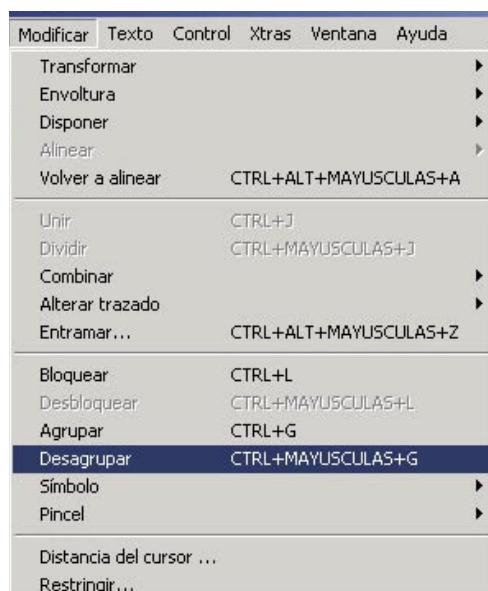 Modificar Texto Control Xtras Ventana Ayuda
Transformar
Envoltura
Disponer
Alinear
Volver a alinear CTRL+ALT+MAYUSCULAS+A
Unir CTRL+J
Dividir CTRL+MAYUSCULAS+J
Combinar
Alterar trazado
Entramar... CTRL+ALT+MAYUSCULAS+Z
Bloquear CTRL+L
Desbloquear CTRL+MAYUSCULAS+L
Agrupar CTRL+G
Desagrupar CTRL+MAYUSCULAS+G
Símbolo
Pincel
Distancia del cursor ...
Restringir...